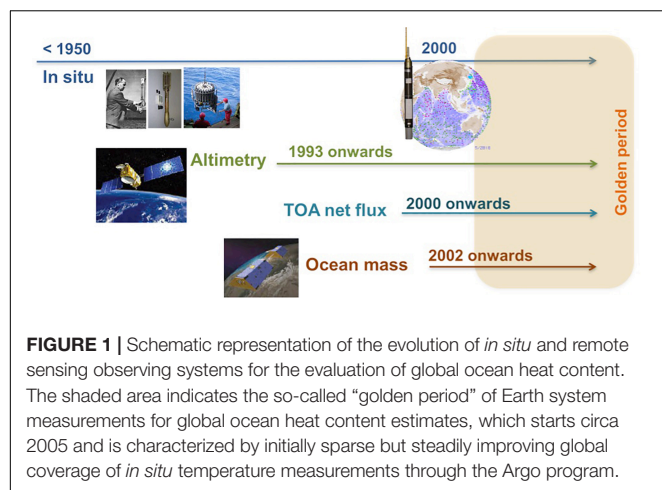 < 1950
2000
In situ
Altimetry
1993 onwards
TOA net flux
2000 onwards
Ocean mass
2002 onwards
Golden period
FIGURE 1 | Schematic representation of the evolution of in situ and remote
sensing observing systems for the evaluation of global ocean heat content.
The shaded area indicates the so-called “golden period” of Earth system
measurements for global ocean heat content estimates, which starts circa
2005 and is characterized by initially sparse but steadily improving global
coverage of in situ temperature measurements through the Argo program.